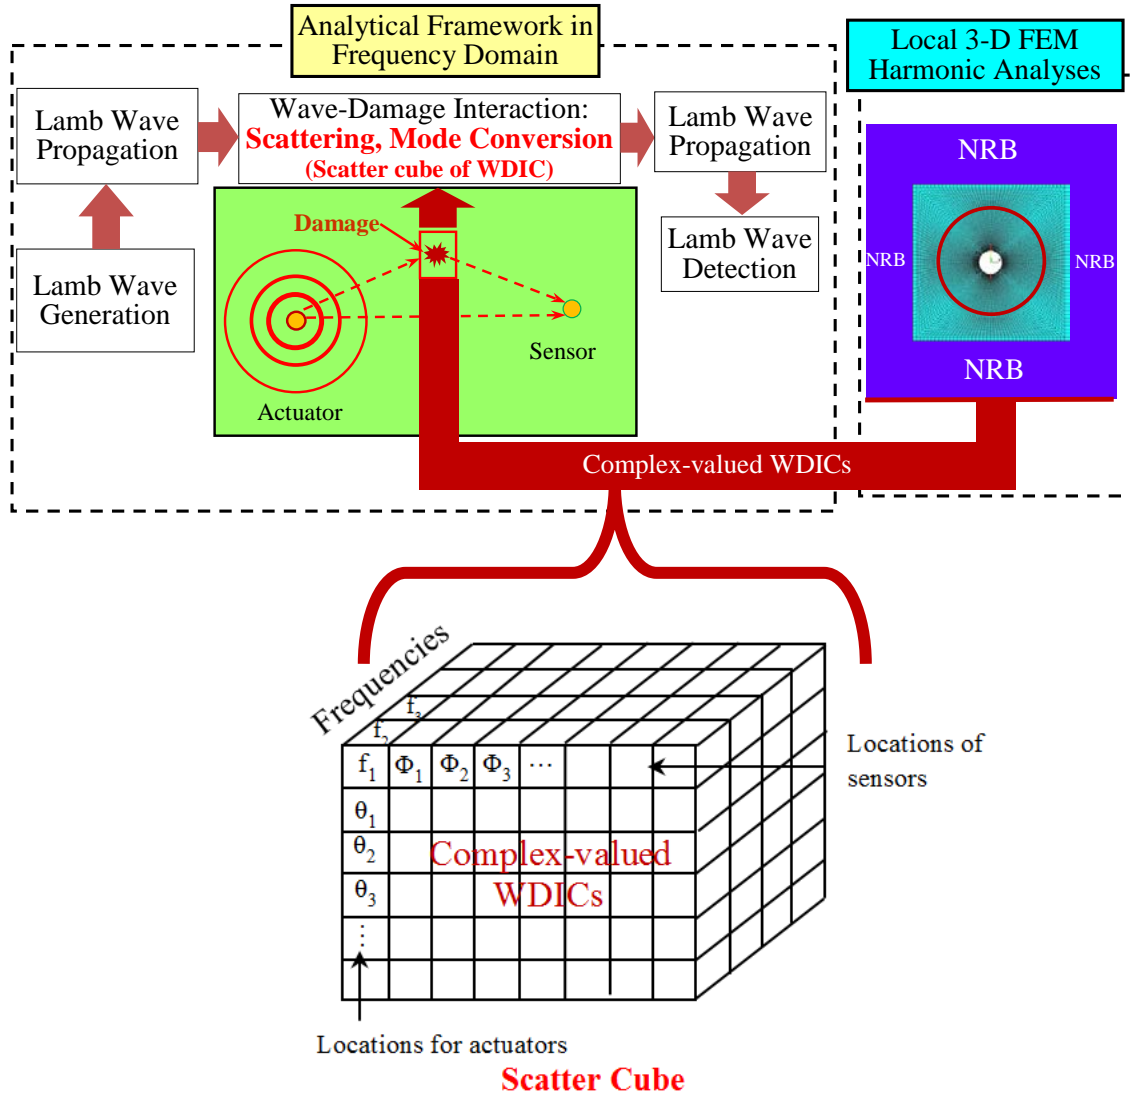 Analytical Framework in
Frequency Domain
Local 3-D FEM
Harmonic Analyses
Lamb Wave
Propagation
Wave-Damage Interaction:
Scattering, Mode Conversion
(Scatter cube of WDIC)
Lamb Wave
Propagation
Lamb Wave
Generation
Lamb Wave
Detection
Damage
Actuator
Sensor
NRB
NRB
NRB
NRB
Complex-valued WDICs
Frequencies
f₃
f₂
f₁ Φ₁ Φ₂ Φ₃ ...
θ₁
θ₂
θ₃
⋮
Complex-valued
WDICs
Locations of
sensors
Locations for actuators
Scatter Cube